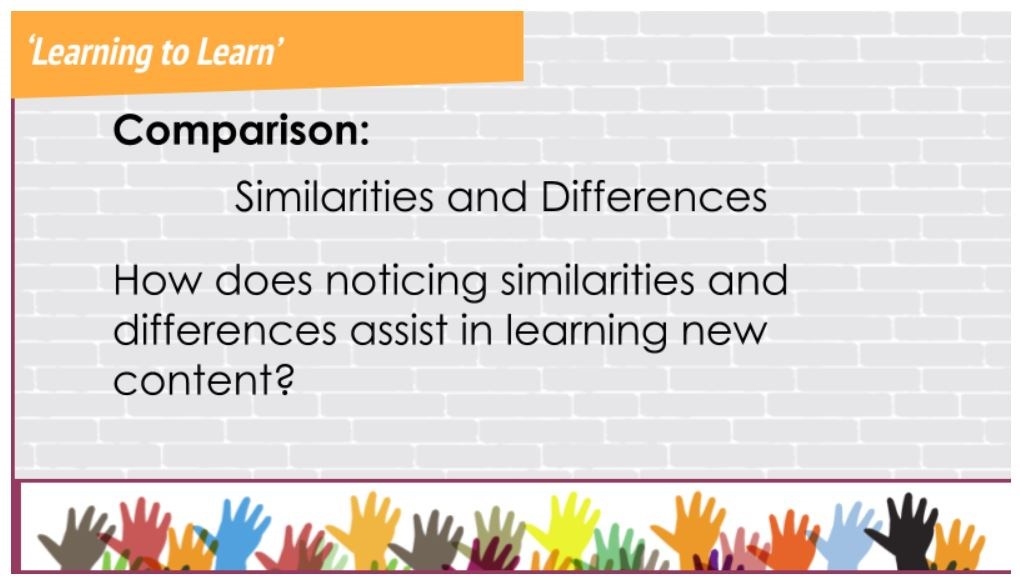 ‘Learning to Learn’
Comparison:
Similarities and Differences
How does noticing similarities and
differences assist in learning new
content?